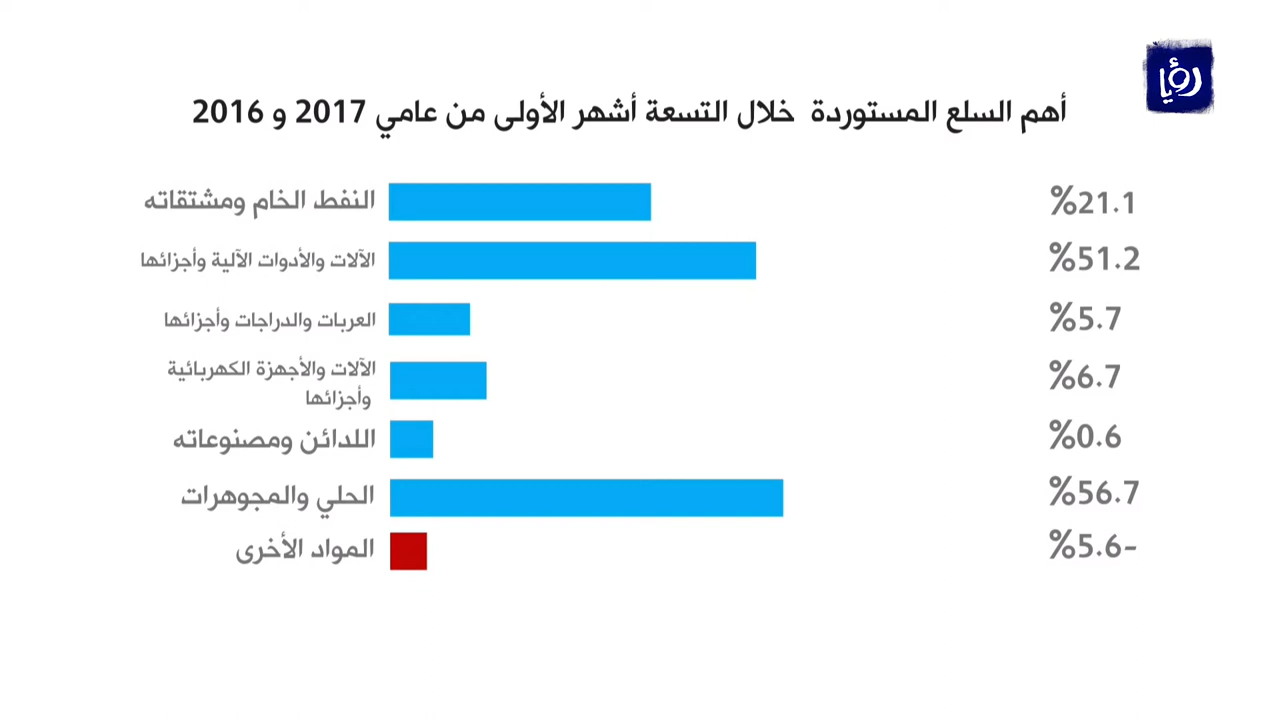 رؤيا
أهم السلع المستوردة خلال التسعة أشهر الأولى من عامي 2017 و 2016
النفط الخام ومشتقاته %21.1
الآلات والأدوات الآلية وأجزائها %51.2
العربات والدراجات وأجزائها %5.7
الآلات والأجهزة الكهربائية
وأجزائها %6.7
اللدائن ومصنوعاته %0.6
الحلي والمجوهرات %56.7
المواد الأخرى %5.6-